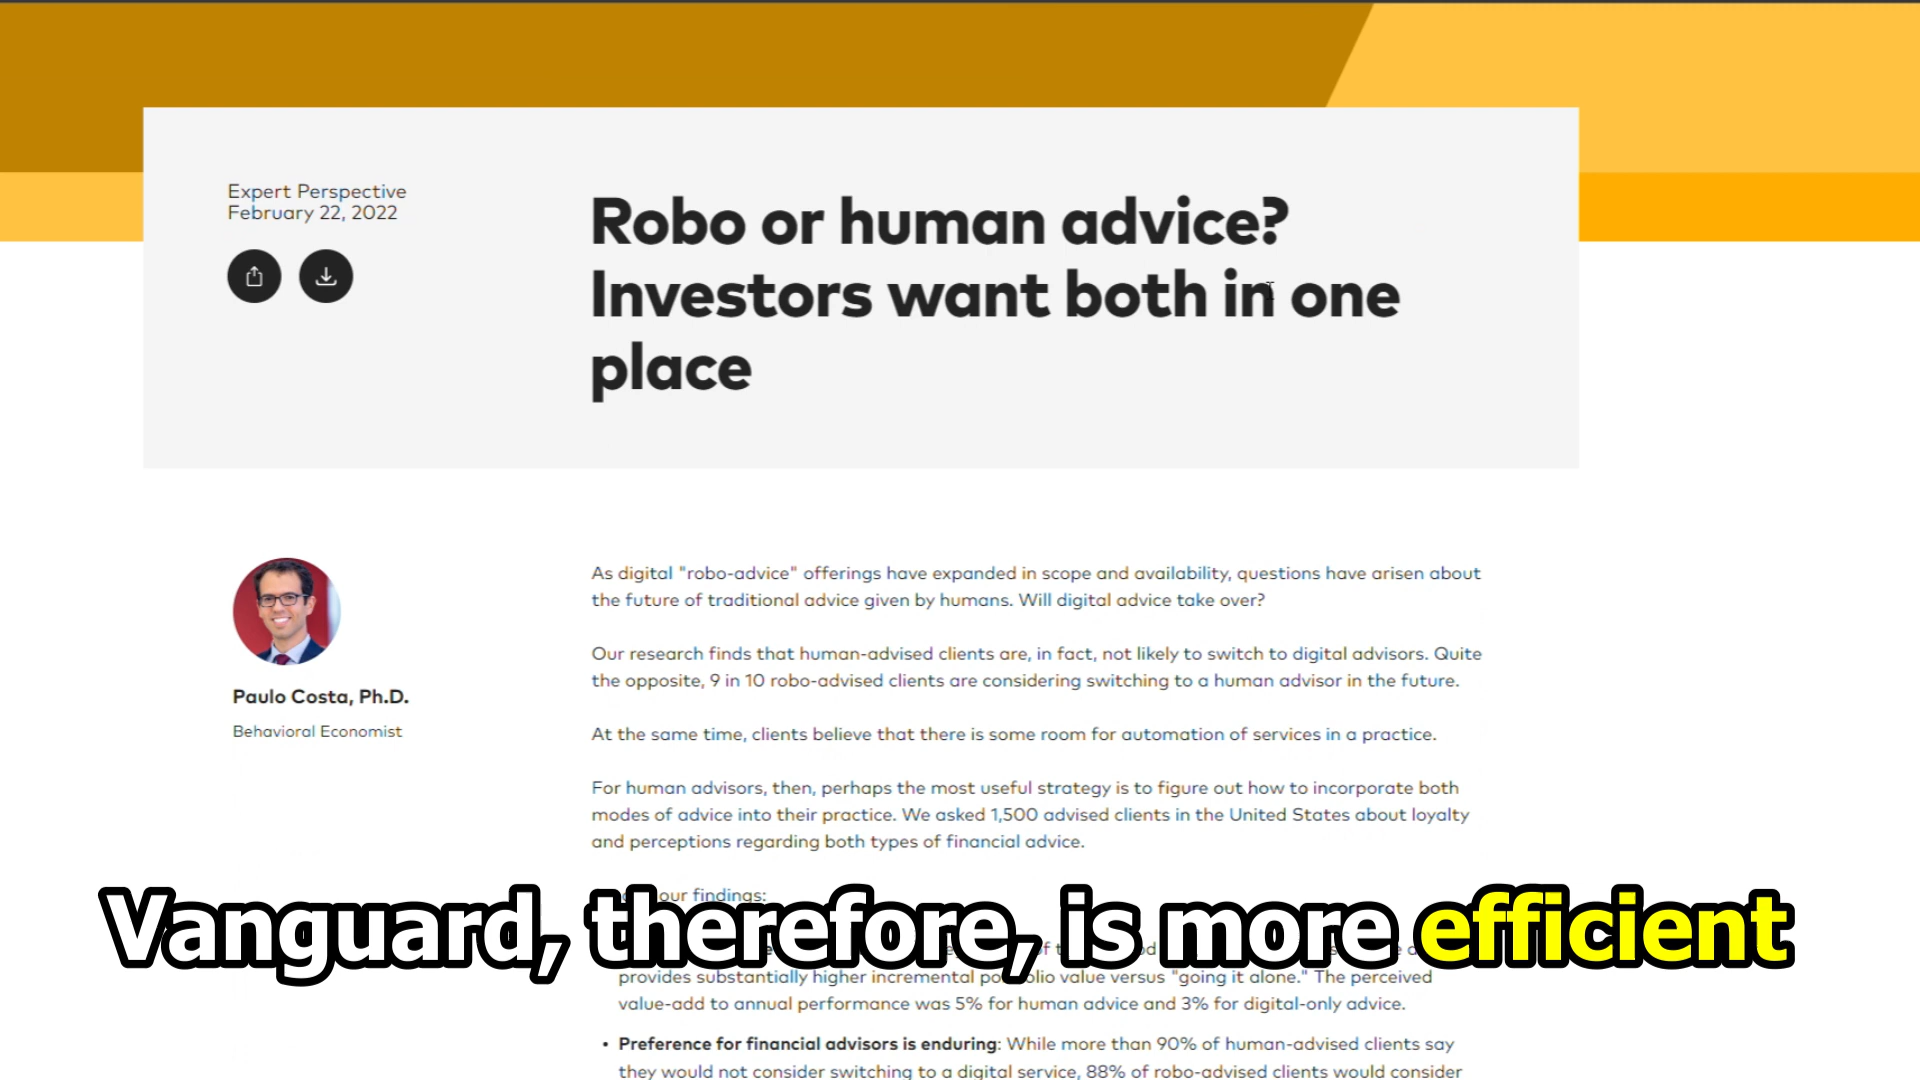 Expert Perspective
February 22, 2022
Robo or human advice?
Investors want both in one
place
Paulo Costa, Ph.D.
Behavioral Economist
As digital "robo-advice" offerings have expanded in scope and availability, questions have arisen about
the future of traditional advice given by humans. Will digital advice take over?
Our research finds that human-advised clients are, in fact, not likely to switch to digital advisors. Quite
the opposite, 9 in 10 robo-advised clients are considering switching to a human advisor in the future.
At the same time, clients believe that there is some room for automation of services in a practice.
For human advisors, then, perhaps the most useful strategy is to figure out how to incorporate both
modes of advice into their practice. We asked 1,500 advised clients in the United States about loyalty
and perceptions regarding both types of financial advice.
our findings:
Vanguard, therefore, is more efficient
provides substantially higher incremental value versus "going it alone." The perceived
value-add to annual performance was 5% for human advice and 3% for digital-only advice.
• Preference for financial advisors is enduring: While more than 90% of human-advised clients say
they would not consider switching to a digital service, 88% of robo-advised clients would consider